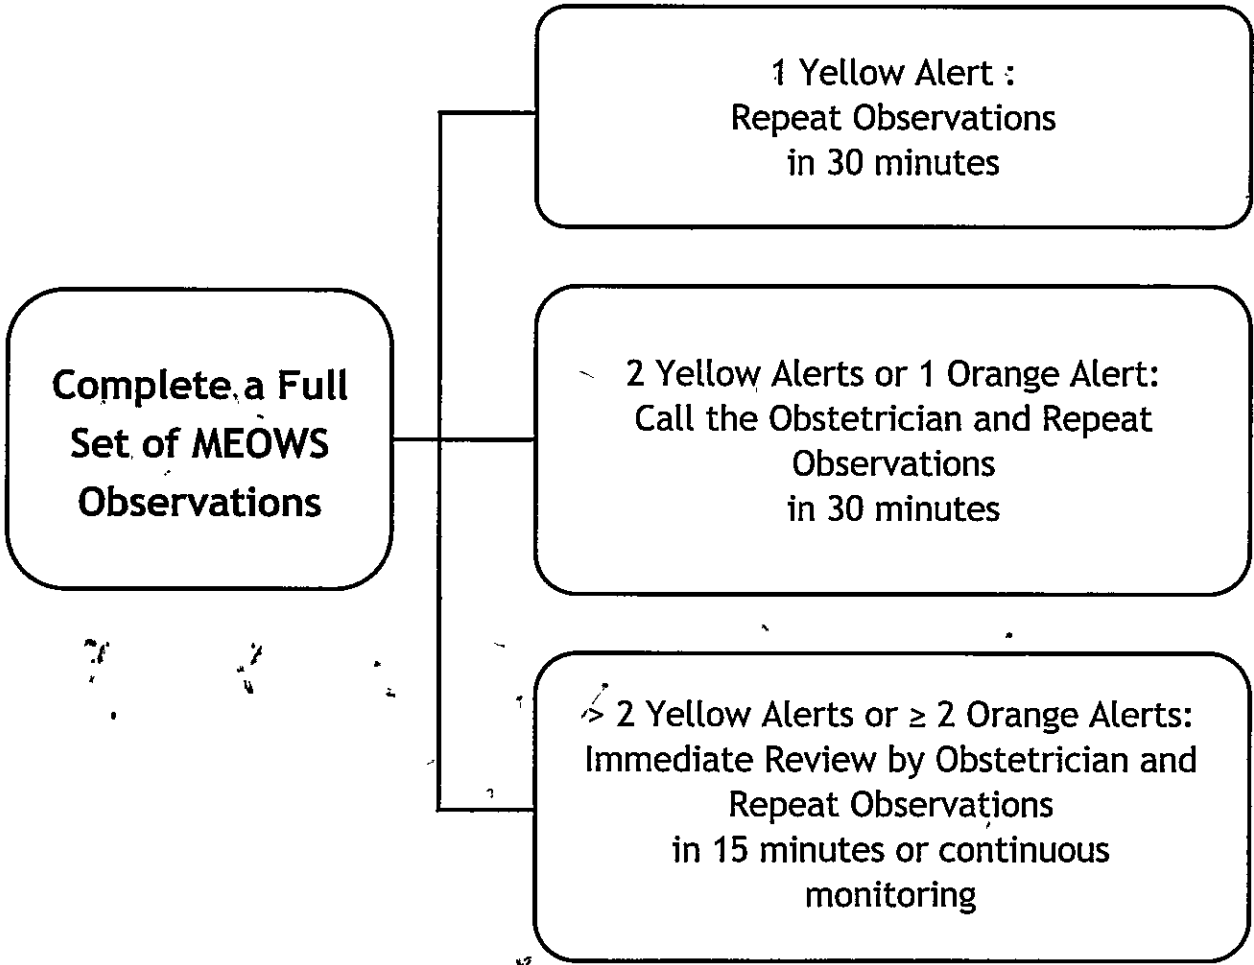 1 Yellow Alert :
Repeat Observations
in 30 minutes
Complete a Full
Set of MEOWS
Observations
2 Yellow Alerts or 1 Orange Alert:
Call the Obstetrician and Repeat
Observations
in 30 minutes
> 2 Yellow Alerts or ≥ 2 Orange Alerts:
Immediate Review by Obstetrician and
Repeat Observations
in 15 minutes or continuous
monitoring